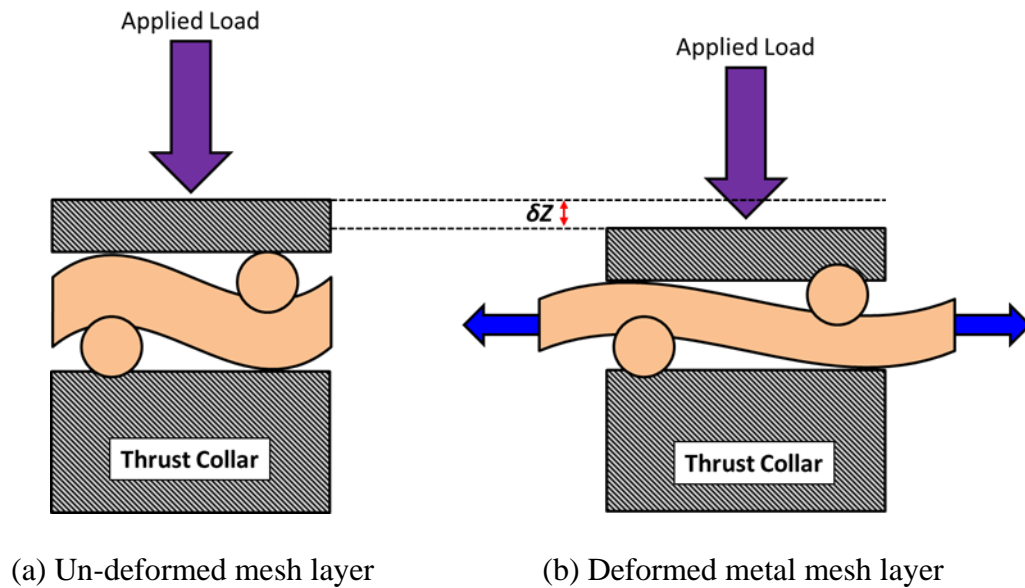 Applied Load
Applied Load
δZ
Thrust Collar
Thrust Collar
(a) Un-deformed mesh layer
(b) Deformed metal mesh layer